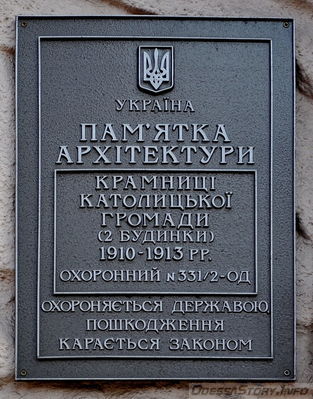 УКРАЇНА
ПАМ'ЯТКА
АРХІТЕКТУРИ
КРАМНИЦІ
КАТОЛИЦЬКОЇ
ГРОМАДИ
(2 БУДИНКИ)
1910-1913 РР.
ОХОРОННИЙ №331/2-ОД
ОХОРОНЯЄТЬСЯ ДЕРЖАВОЮ,
ПОШКОДЖЕННЯ
КАРАЄТЬСЯ ЗАКОНОМ
OdessaStory.Info